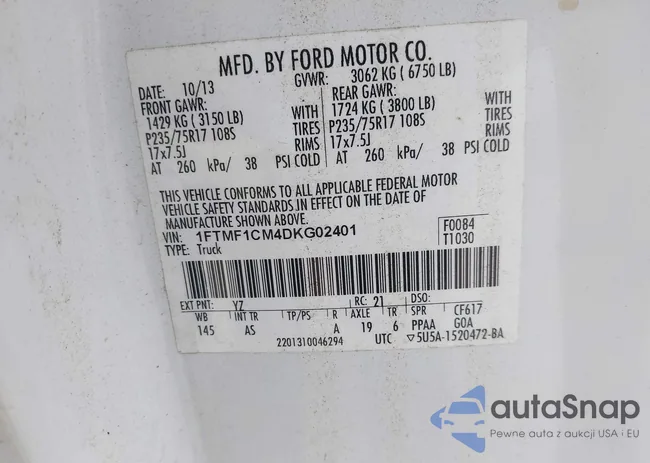 MFD. BY FORD MOTOR CO.
DATE: 10/13 GVWR: 3062 KG ( 6750 LB)
FRONT GAWR: REAR GAWR:
1429 KG ( 3150 LB) WITH 1724 KG ( 3800 LB) WITH
P235/75R17 108S TIRES P235/75R17 108S TIRES
17x7.5J RIMS 17x7.5J RIMS
AT 260 kPa/ 38 PSI COLD AT 260 kPa/ 38 PSI COLD
THIS VEHICLE CONFORMS TO ALL APPLICABLE FEDERAL MOTOR
VEHICLE SAFETY STANDARDS IN EFFECT ON THE DATE OF
MANUFACTURE SHOWN ABOVE.
VIN: 1FTMF1CM4DKG02401 F0084
TYPE: Truck T1030
EXT PNT: YZ RC: 21 DSO:
WB INT TR TP/PS R AXLE TR SPR CF617
145 AS A 19 6 PPAA GOA
2201310046294 UTC ▽5U5A-1520472-BA
autaSnap
Pewne auta z aukcji USA i EU